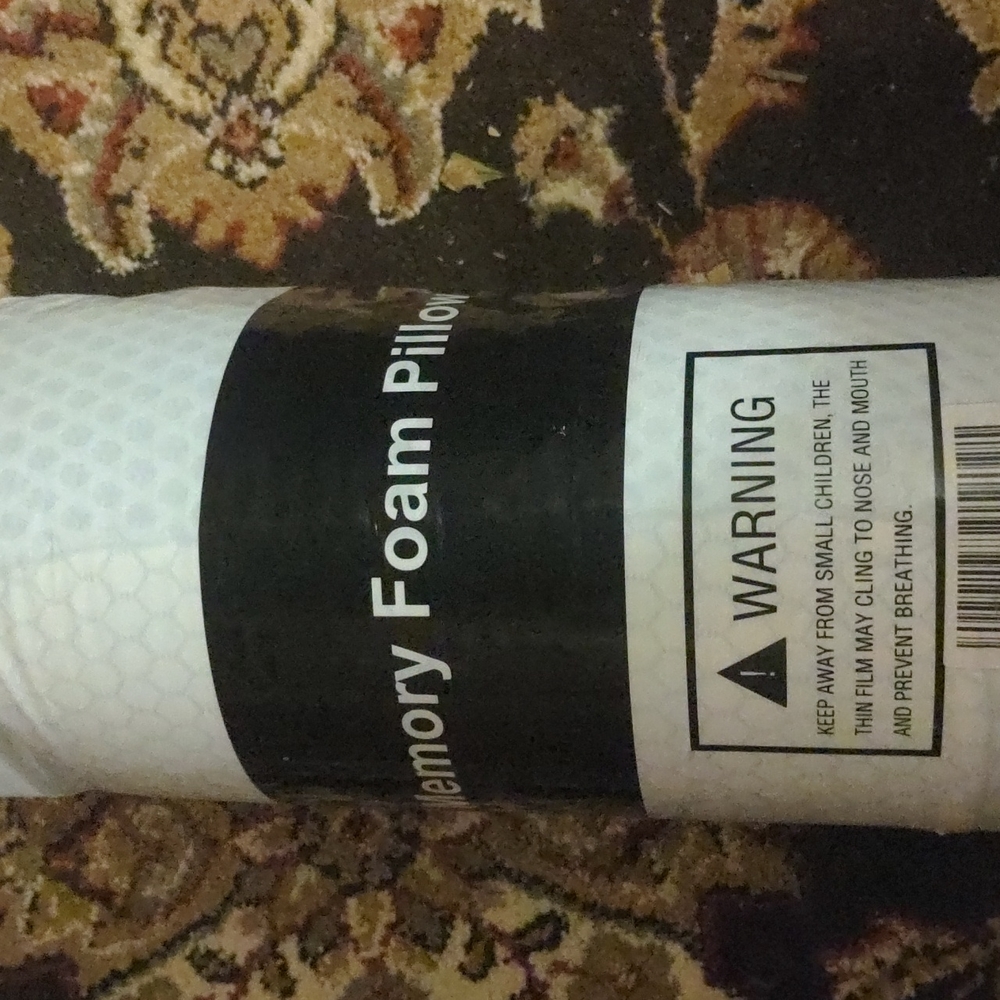 Memory Foam Pillow
WARNING
KEEP AWAY FROM SMALL CHILDREN, THE
THIN FILM MAY CLING TO NOSE AND MOUTH
AND PREVENT BREATHING.